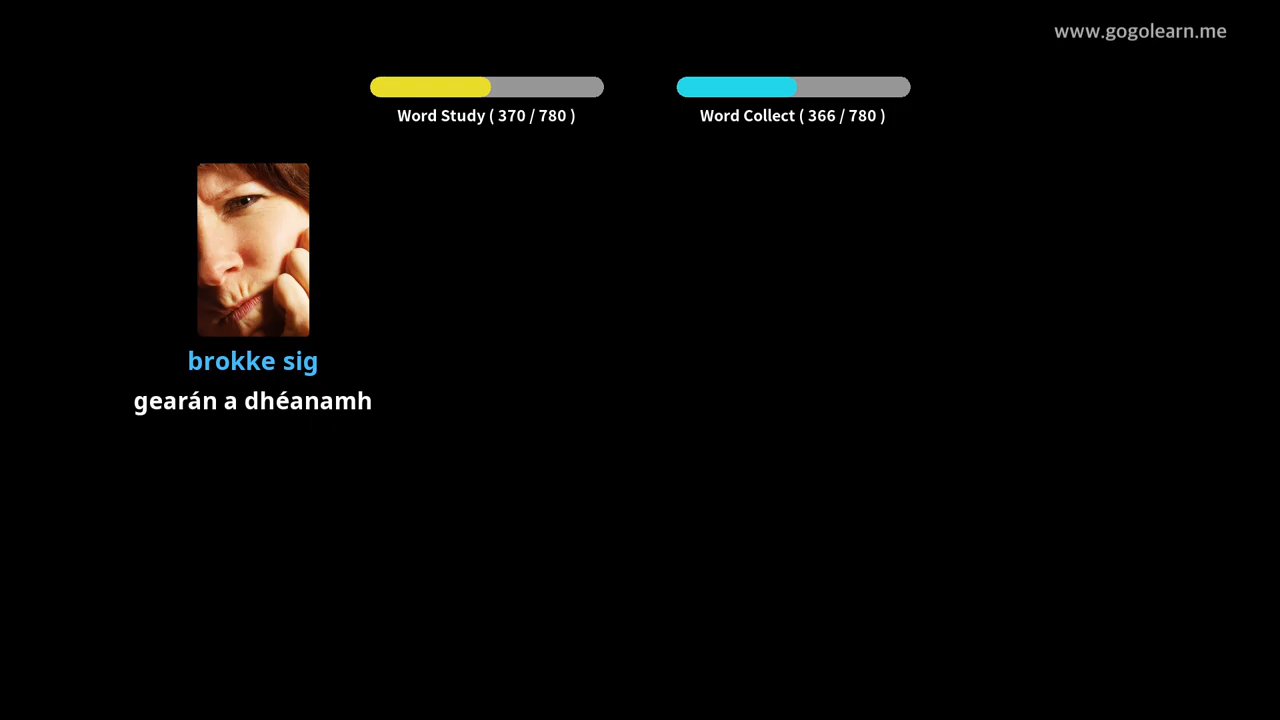 www.gogolearn.me
Word Study ( 370 / 780 )
Word Collect ( 366 / 780 )
brokke sig
gearán a dhéanamh